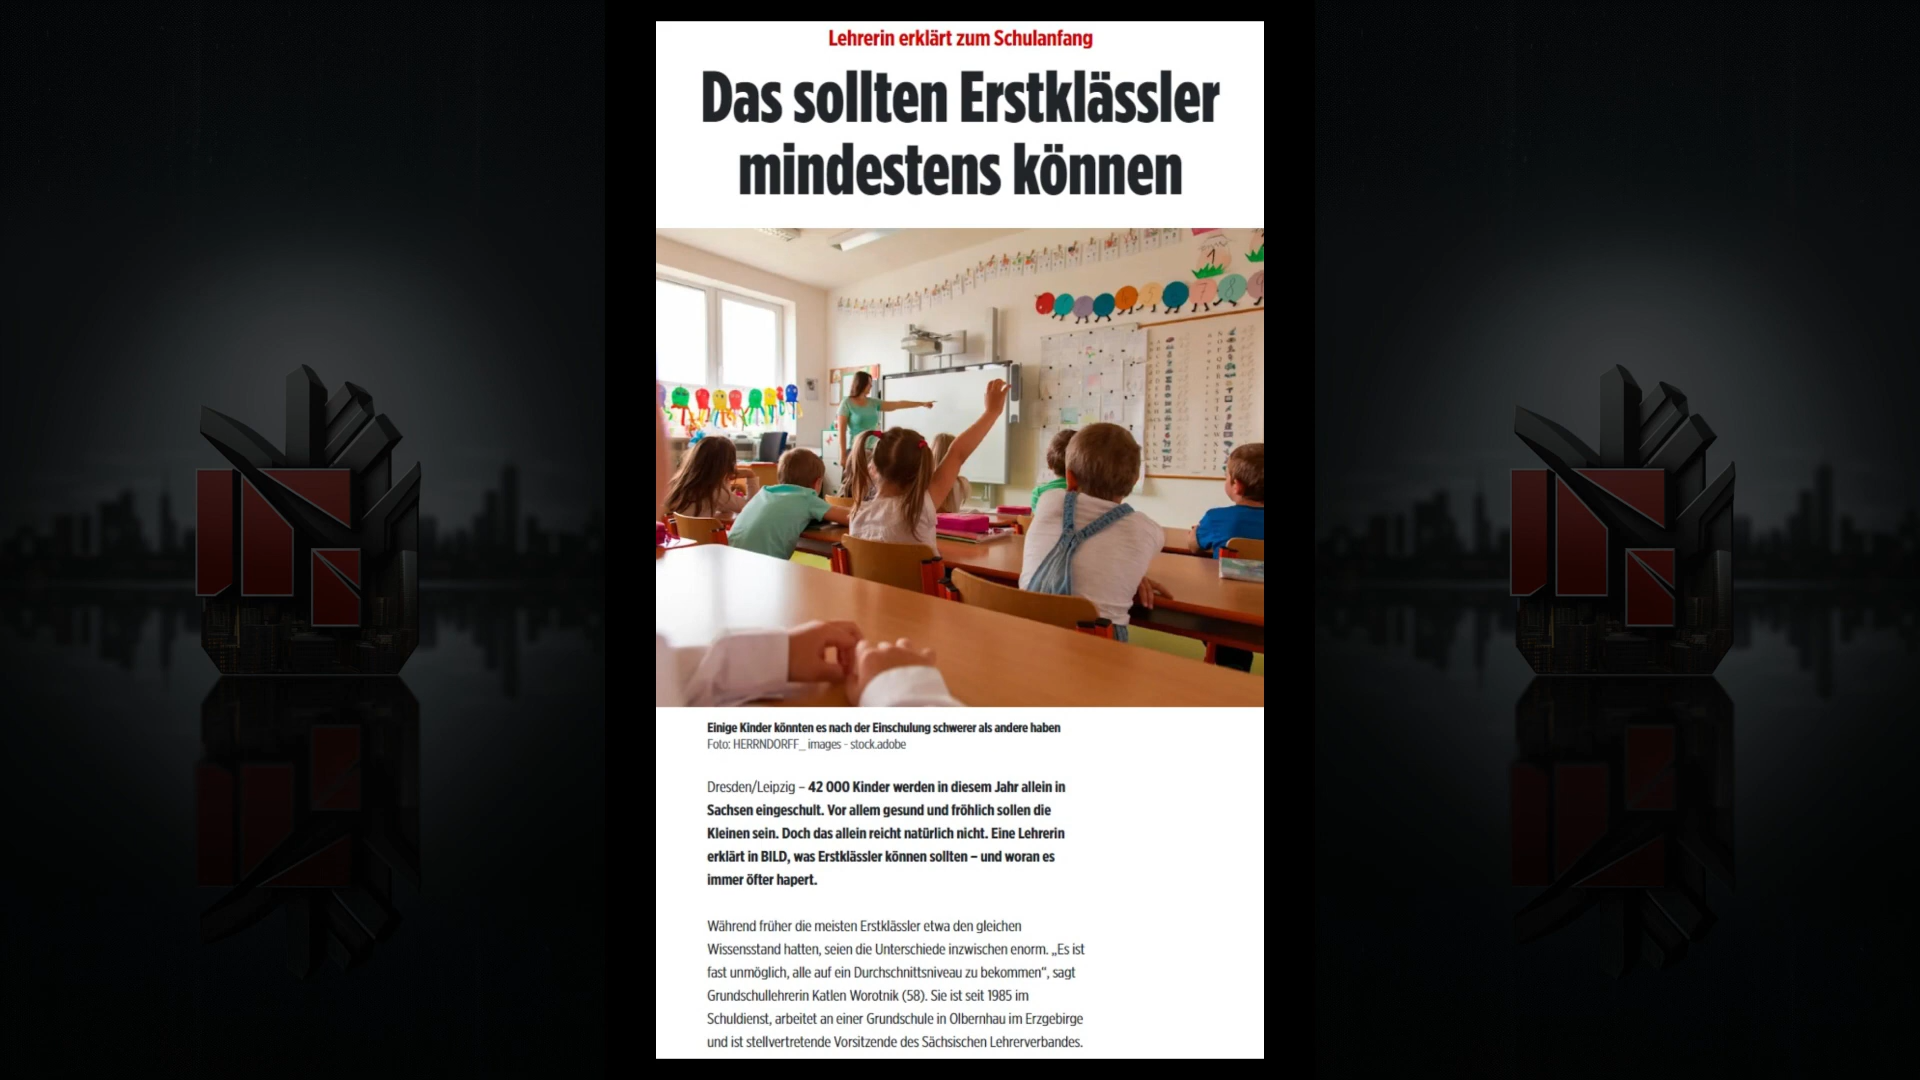 Lehrerin erklärt zum Schulanfang
Das sollten Erstklässler
mindestens können
Einige Kinder könnten es nach der Einschulung schwerer als andere haben
Foto: HERRNDORFF_ images - stock.adobe
Dresden/Leipzig – 42 000 Kinder werden in diesem Jahr allein in
Sachsen eingeschult. Vor allem gesund und fröhlich sollen die
Kleinen sein. Doch das allein reicht natürlich nicht. Eine Lehrerin
erklärt in BILD, was Erstklässler können sollten – und woran es
immer öfter hapert.
Während früher die meisten Erstklässler etwa den gleichen
Wissensstand hatten, seien die Unterschiede inzwischen enorm. „Es ist
fast unmöglich, alle auf ein Durchschnittsniveau zu bekommen“, sagt
Grundschullehrerin Katlen Worotnik (58). Sie ist seit 1985 im
Schuldienst, arbeitet an einer Grundschule in Olbernhau im Erzgebirge
und ist stellvertretende Vorsitzende des Sächsischen Lehrerverbandes.